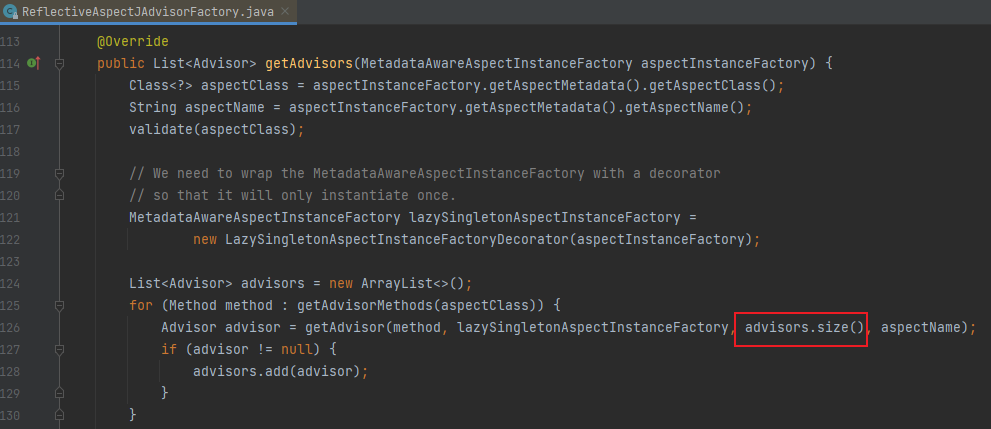 ReflectiveAspectJAdvisorFactory.java
113 @Override
114 public List<Advisor> getAdvisors(MetadataAwareAspectInstanceFactory aspectInstanceFactory) {
115 Class<?> aspectClass = aspectInstanceFactory.getAspectMetadata().getAspectClass();
116 String aspectName = aspectInstanceFactory.getAspectMetadata().getAspectName();
117 validate(aspectClass);
118
119 // We need to wrap the MetadataAwareAspectInstanceFactory with a decorator
120 // so that it will only instantiate once.
121 MetadataAwareAspectInstanceFactory lazySingletonAspectInstanceFactory =
122 new LazySingletonAspectInstanceFactoryDecorator(aspectInstanceFactory);
123
124 List<Advisor> advisors = new ArrayList<>();
125 for (Method method : getAdvisorMethods(aspectClass)) {
126 Advisor advisor = getAdvisor(method, lazySingletonAspectInstanceFactory, advisors.size(), aspectName);
127 if (advisor != null) {
128 advisors.add(advisor);
129 }
130 }